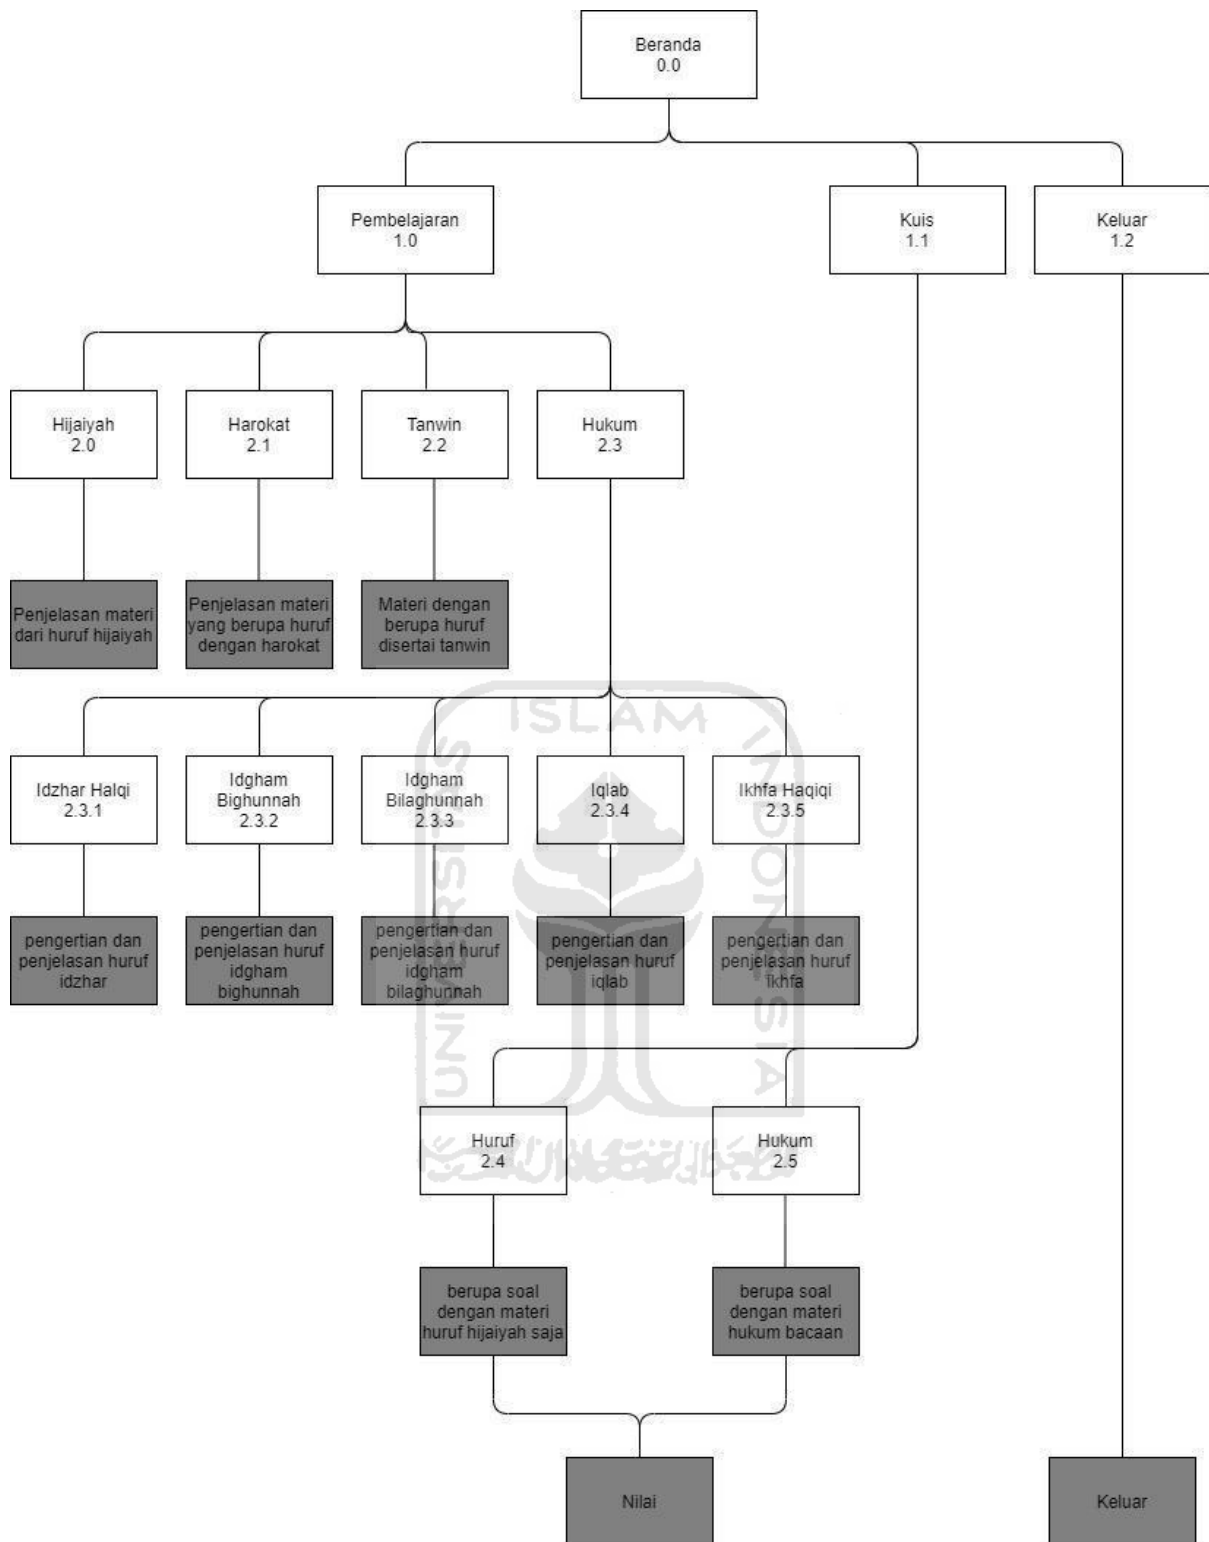 Beranda
0.0
Pembelajaran
1.0
Kuis
1.1
Keluar
1.2
Hijaiyah
2.0
Harokat
2.1
Tanwin
2.2
Hukum
2.3
Penjelasan materi
dari huruf hijaiyah
Penjelasan materi
yang berupa huruf
dengan harokat
Materi dengan
berupa huruf
disertai tanwin
Idzhar Halqi
2.3.1
Idgham
Bighunnah
2.3.2
Idgham
Bilaghunnah
2.3.3
Iqlab
2.3.4
Ikhfa Haqiqi
2.3.5
pengertian dan
penjelasan huruf
idzhar
pengertian dan
penjelasan huruf
idgham
bighunnah
pengertian dan
penjelasan huruf
idgham
bilaghunnah
pengertian dan
penjelasan huruf
iqlab
pengertian dan
penjelasan huruf
ikhfa
Huruf
2.4
Hukum
2.5
berupa soal
dengan materi
huruf hijaiyah saja
berupa soal
dengan materi
hukum bacaan
Nilai
Keluar
UNIVERSITAS
ISLAM
INDONESIA